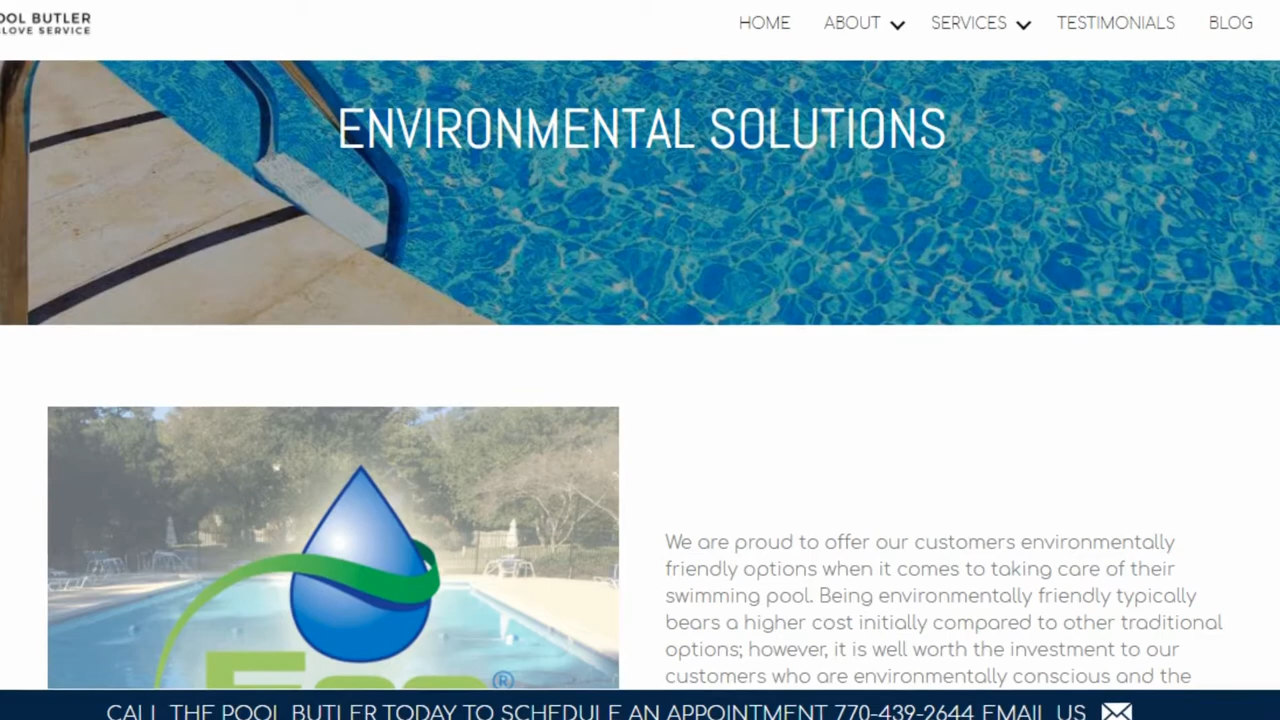 OOL BUTLER
LOVE SERVICE
HOME ABOUT SERVICES TESTIMONIALS BLOG
ENVIRONMENTAL SOLUTIONS
We are proud to offer our customers environmentally
friendly options when it comes to taking care of their
swimming pool. Being environmentally friendly typically
bears a higher cost initially compared to other traditional
options; however, it is well worth the investment to our
customers who are environmentally conscious and the
Eco®
CALL THE POOL BUTLER TODAY TO SCHEDULE AN APPOINTMENT 770-439-2644 EMAIL US